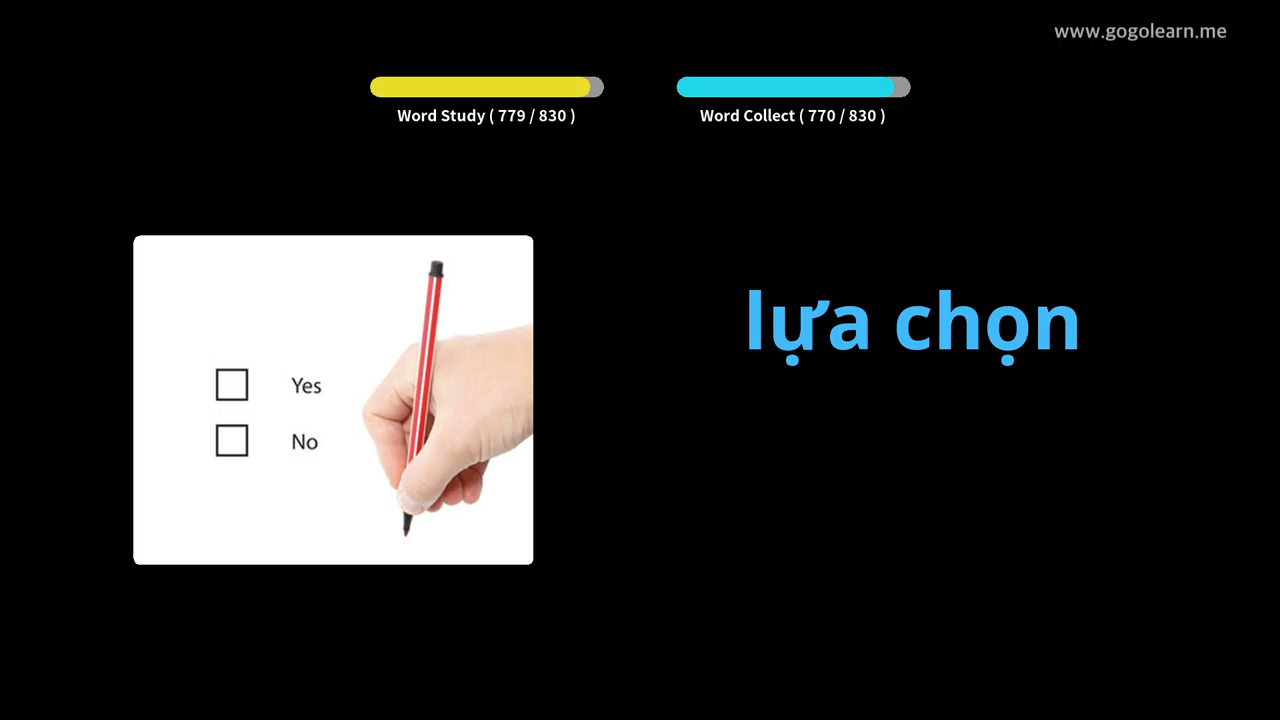 www.gogolearn.me
Word Study ( 779 / 830 )
Word Collect ( 770 / 830 )
lựa chọn
Yes
No